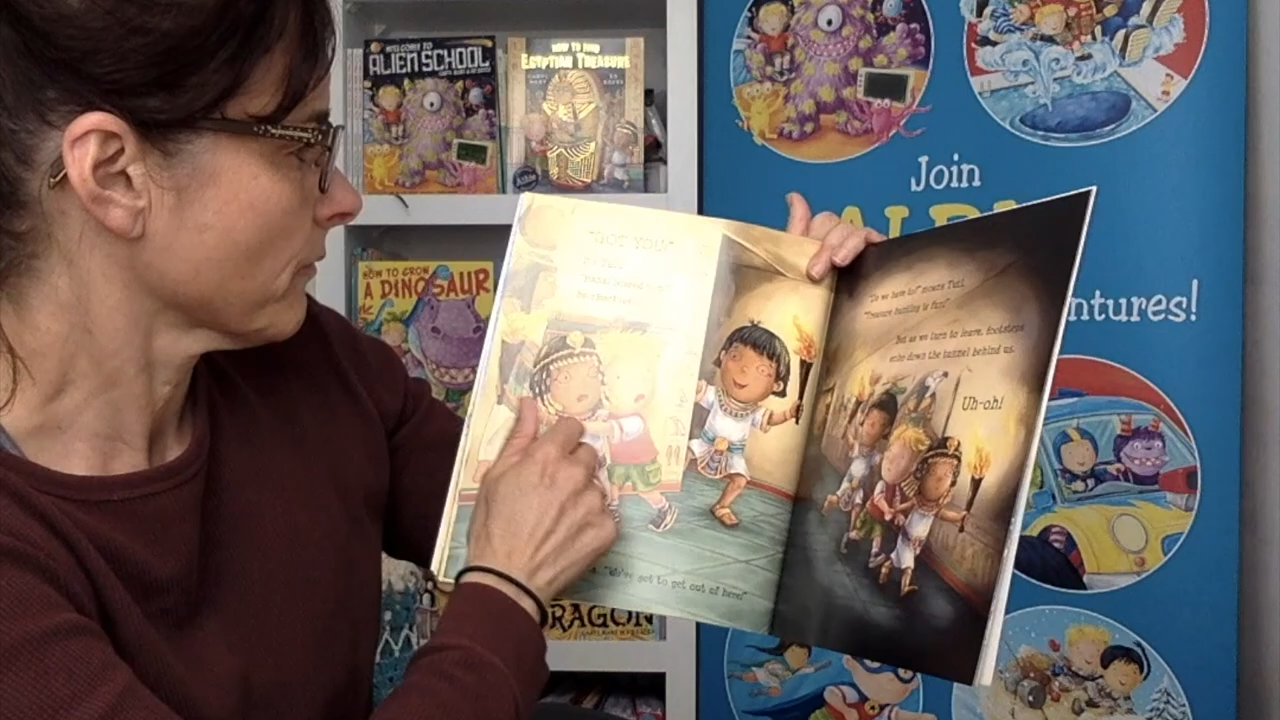 WELCOME TO
ALIEN SCHOOL
HOW TO FIND
EGYPTIAN TREASURE
HOW TO GROW
A DINOSAUR
DRAGON
Join
ntures!
"GOT YOU!"
"We've got to get out of here!"
"Do we have to?" moans Tuti.
"Treasure hunting is fun!"
But as we turn to leave, footsteps
echo down the tunnel behind us.
Uh-oh!